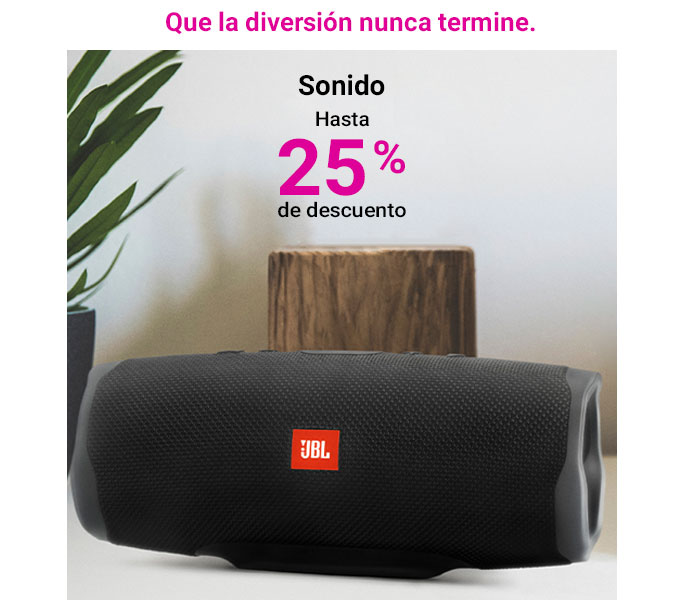 Que la diversión nunca termine.
Sonido
Hasta
25%
de descuento
JBL